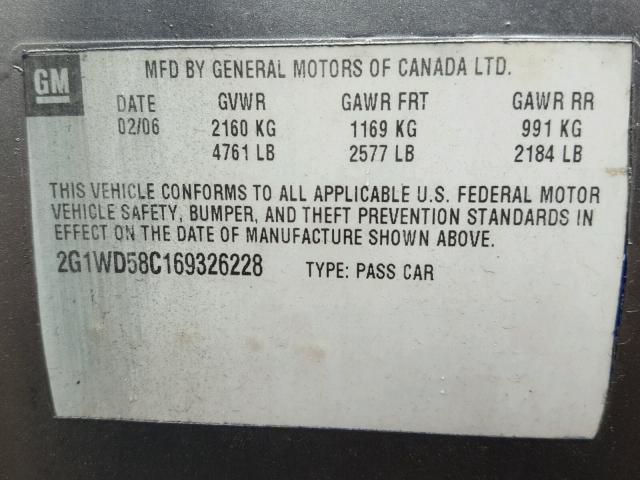 GM
MFD BY GENERAL MOTORS OF CANADA LTD.
DATE GVWR GAWR FRT GAWR RR
02/06 2160 KG 1169 KG 991 KG
4761 LB 2577 LB 2184 LB
THIS VEHICLE CONFORMS TO ALL APPLICABLE U.S. FEDERAL MOTOR
VEHICLE SAFETY, BUMPER, AND THEFT PREVENTION STANDARDS IN
EFFECT ON THE DATE OF MANUFACTURE SHOWN ABOVE.
2G1WD58C169326228 TYPE: PASS CAR